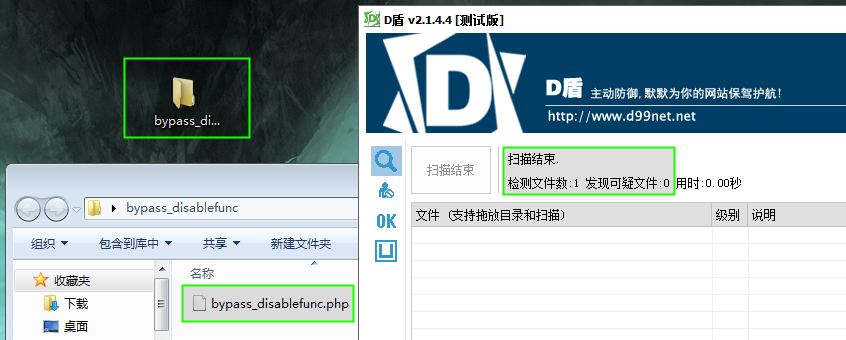 bypass_di...
bypass_disablefunc
组织
包含到库中
共享
新建文件夹
收藏夹
下载
桌面
名称
bypass_disablefunc.php
D盾 v2.1.4.4 [测试版]
D
D盾 主动防御,默默为你的网站保驾护航!
http://www.d99net.net
扫描结束
扫描结束.
检测文件数:1 发现可疑文件:0 用时:0.00秒
OK
文件 (支持拖放目录和扫描) 级别 说明